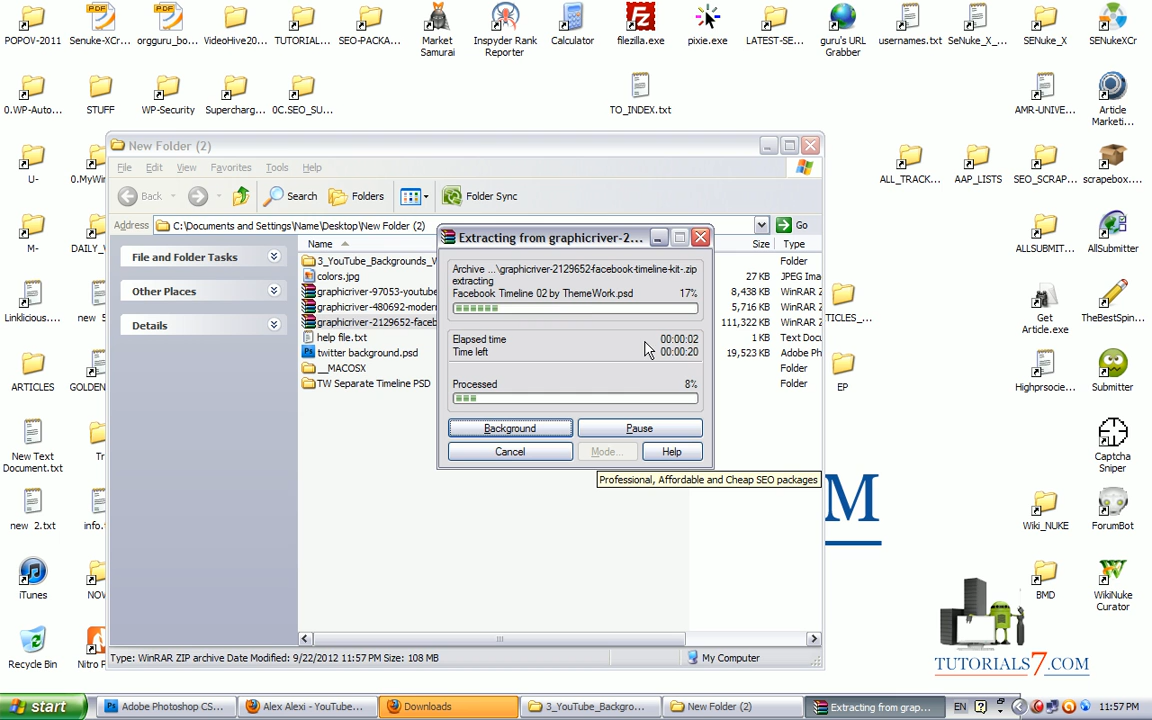 POPOV-2011
Senuke-XCr...
orgguru_bo...
VideoHive20...
TUTORIAL...
SEO-PACKA...
Market Samurai
Inspyder Rank Reporter
Calculator
filezilla.exe
pixie.exe
LATEST-SE...
guru's URL Grabber
usernames.txt
SeNuke_X_...
SENuke_X
SENukeXCr
0.WP-Auto...
STUFF
WP-Security
Supercharg...
0C.SEO_SU...
TO_INDEX.txt
AMR-UNIVE...
Article Marketi...
U-
0.MyWin
ALL_TRACK...
AAP_LISTS
SEO_SCRAP...
scrapebox....
M-
DAILY_
ALLSUBMIT...
AllSubmitter
Linklicious....
new 5
TICLES_...
Get Article.exe
TheBestSpin...
ARTICLES
GOLDEN
EP
Highprsocie...
Submitter
New Text Document.txt
Tr
Captcha Sniper
new 2.txt
info.
Wiki_NUKE
ForumBot
iTunes
NOV
BMD
WikiNuke Curator
Recycle Bin
Nitro P
New Folder (2)
File Edit View Favorites Tools Help
Back Search Folders Folder Sync
Address C:\Documents and Settings\Name\Desktop\New Folder (2) Go
File and Folder Tasks
Other Places
Details
Name Size Type
3_YouTube_Backgrounds_V Folder
colors.jpg 27 KB JPEG Ima
graphicriver-97053-youtube 8,438 KB WinRAR Z
graphicriver-480692-modern 5,716 KB WinRAR Z
graphicriver-2129652-faceb 111,322 KB WinRAR Z
help file.txt 1 KB Text Docu
twitter background.psd 19,523 KB Adobe Ph
__MACOSX Folder
TW Separate Timeline PSD Folder
Extracting from graphicriver-2...
Archive ...\graphicriver-2129652-facebook-timeline-kit-.zip
extracting
Facebook Timeline 02 by ThemeWork.psd 17%
Elapsed time 00:00:02
Time left 00:00:20
Processed 8%
Background Pause
Cancel Mode... Help
Professional, Affordable and Cheap SEO packages
M
Type: WinRAR ZIP archive Date Modified: 9/22/2012 11:57 PM Size: 108 MB My Computer
TUTORIALS7.COM
start Adobe Photoshop CS... Alex Alexi - YouTube... Downloads 3_YouTube_Backgro... New Folder (2) Extracting from grap... EN 11:57 PM